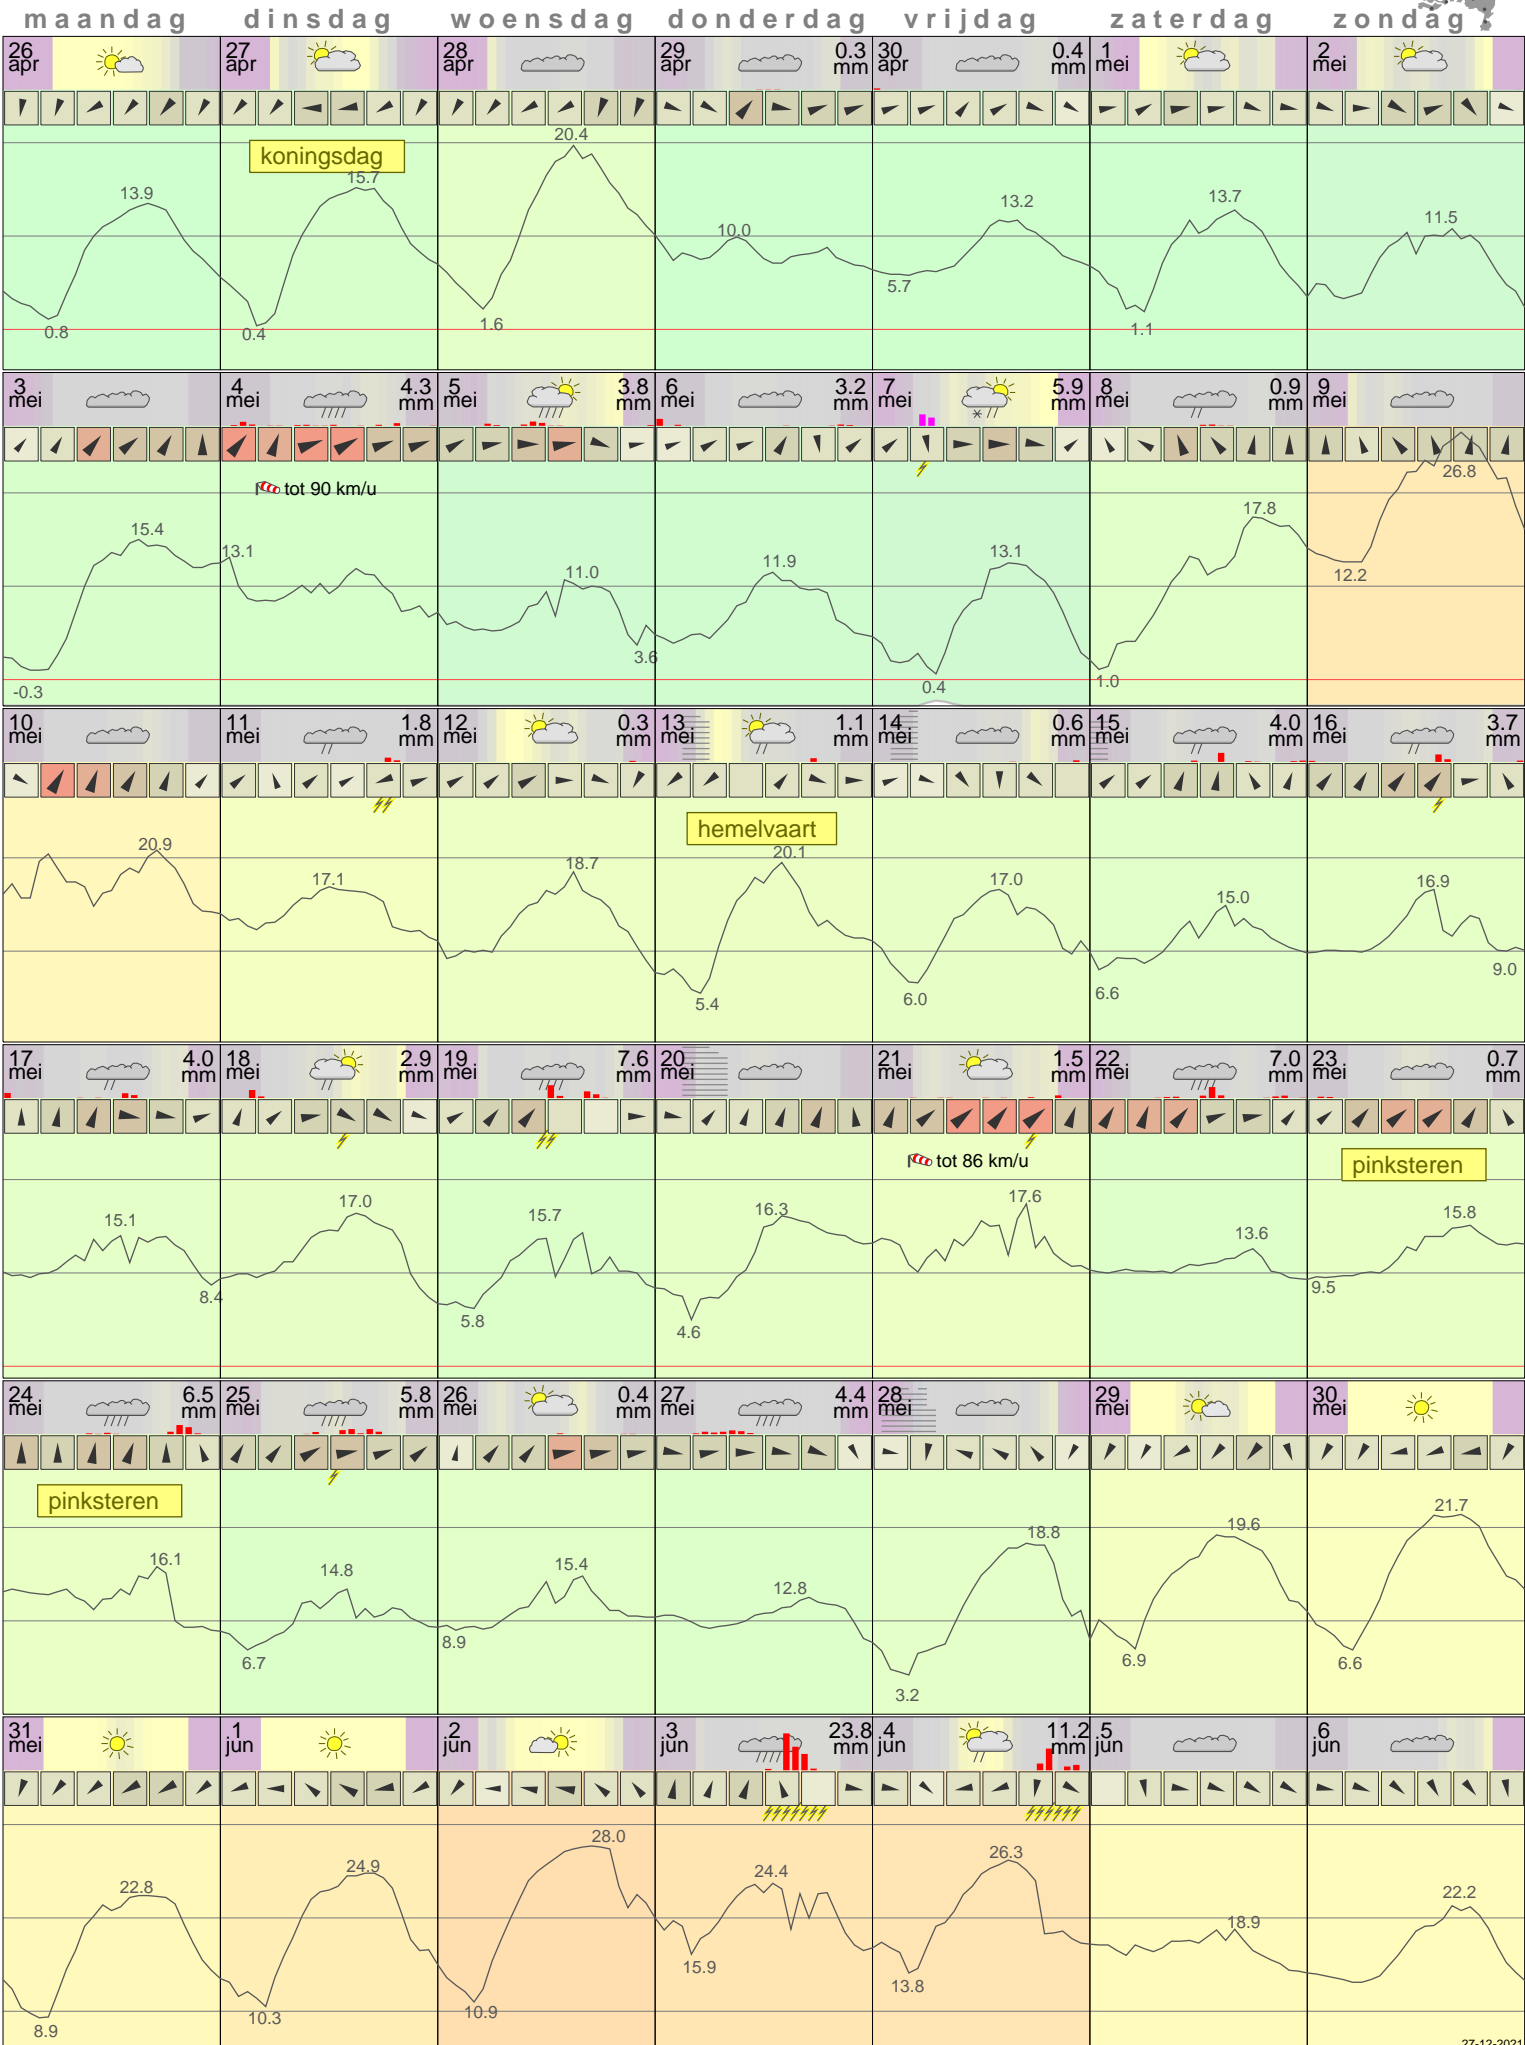 maandag dinsdag woensdag donderdag vrijdag zaterdag zondag
26 apr 27 apr 28 apr 29 apr 0.3 mm 30 apr 0.4 mm 1 mei 2 mei
koningsdag
13.9 15.7 20.4 10.0 13.2 13.7 11.5
0.8 0.4 1.6 5.7 1.1
3 mei 4 mei 4.3 mm 5 mei 3.8 mm 6 mei 3.2 mm 7 mei 5.9 mm 8 mei 0.9 mm 9 mei
tot 90 km/u
15.4 13.1 11.0 11.9 13.1 17.8 26.8
-0.3 3.6 0.4 1.0 12.2
10 mei 11 mei 1.8 mm 12 mei 0.3 mm 13 mei 1.1 mm 14 mei 0.6 mm 15 mei 4.0 mm 16 mei 3.7 mm
hemelvaart
20.9 17.1 18.7 20.1 17.0 15.0 16.9
5.4 6.0 6.6 9.0
17 mei 4.0 mm 18 mei 2.9 mm 19 mei 7.6 mm 20 mei 21 mei 1.5 mm 22 mei 7.0 mm 23 mei 0.7 mm
tot 86 km/u pinksteren
15.1 17.0 15.7 16.3 17.6 13.6 15.8
8.4 5.8 4.6 9.5
24 mei 6.5 mm 25 mei 5.8 mm 26 mei 0.4 mm 27 mei 4.4 mm 28 mei 29 mei 30 mei
pinksteren
16.1 14.8 15.4 12.8 18.8 19.6 21.7
6.7 8.9 3.2 6.9 6.6
31 mei 1 jun 2 jun 3 jun 23.8 mm 4 jun 11.2 mm 5 jun 6 jun
22.8 24.9 28.0 24.4 26.3 18.9 22.2
8.9 10.3 10.9 15.9 13.8
27-12-2021